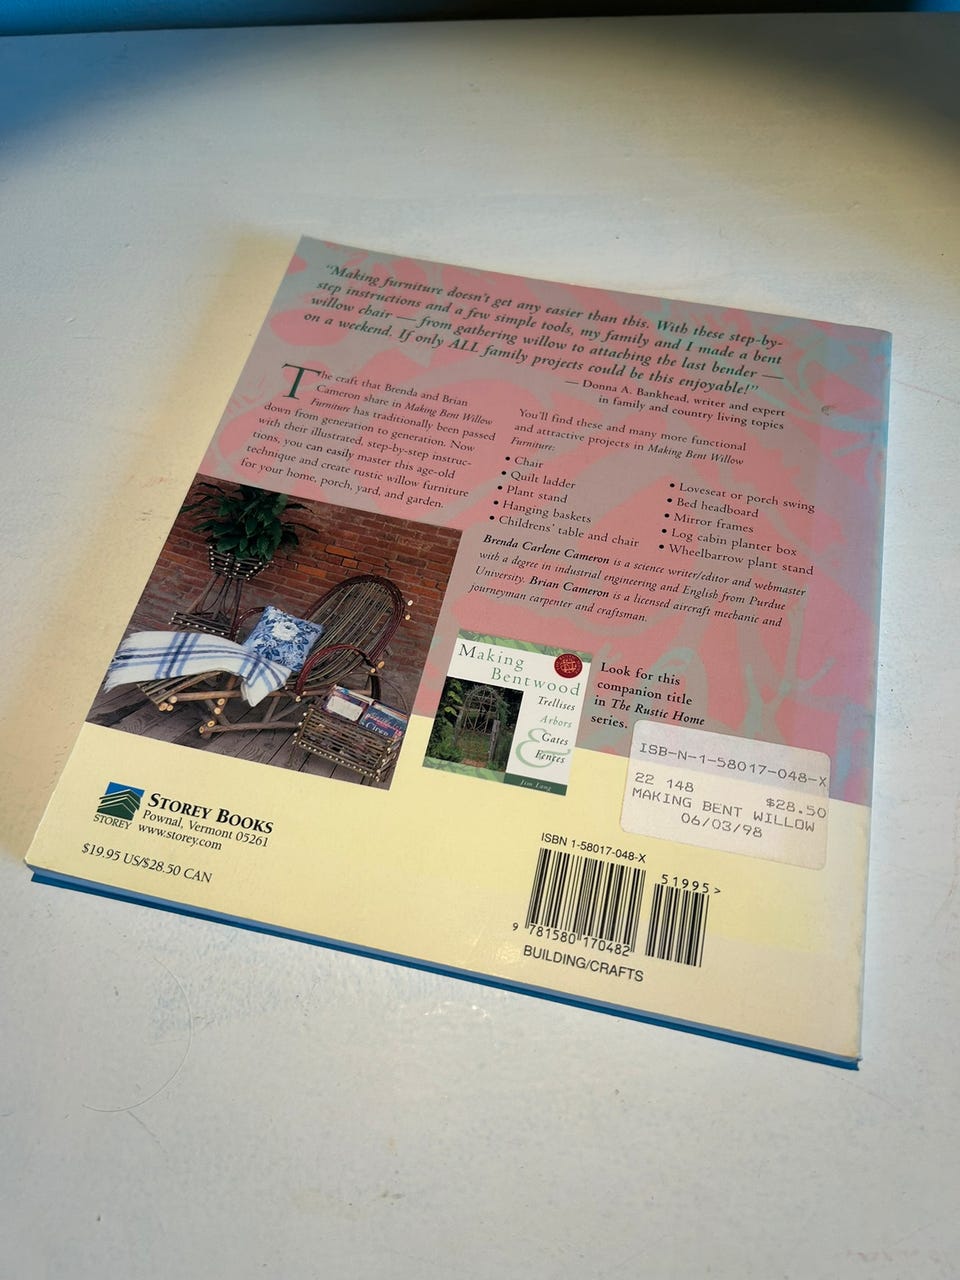 "Making furniture doesn't get any easier than this. With these step-by-
step instructions and a few simple tools, my family and I made a bent
willow chair — from gathering willow to attaching the last bender —
on a weekend. If only ALL family projects could be this enjoyable!"
— Donna A. Bankhead, writer and expert
in family and country living topics
The craft that Brenda and Brian
Cameron share in Making Bent Willow
Furniture has traditionally been passed
down from generation to generation. Now
with their illustrated, step-by-step instruc-
tions, you can easily master this age-old
technique and create rustic willow furniture
for your home, porch, yard, and garden.
You'll find these and many more functional
and attractive projects in Making Bent Willow
Furniture:
• Chair
• Quilt ladder
• Plant stand
• Hanging baskets
• Childrens' table and chair
• Loveseat or porch swing
• Bed headboard
• Mirror frames
• Log cabin planter box
• Wheelbarrow plant stand
Brenda Carlene Cameron is a science writer/editor and webmaster
with a dgree in industrial engineering and English from Purdue
University. Brian Cameron is a licensed aircraft mechanic and
journeyman carpenter and craftsman.
Making
Bentwood
Trellises
Arbors
Gates
&
Fences
Jim Long
Look for this
companion title
in The Rustic Home
series.
ISB-N-1-58017-048-X
22 148 $28.50
MAKING BENT WILLOW
06/03/98
STOREY
STOREY BOOKS
Pownal, Vermont 05261
www.storey.com
$19.95 US/$28.50 CAN
ISBN 1-58017-048-X
51995>
9 781580 170482
BUILDING/CRAFTS